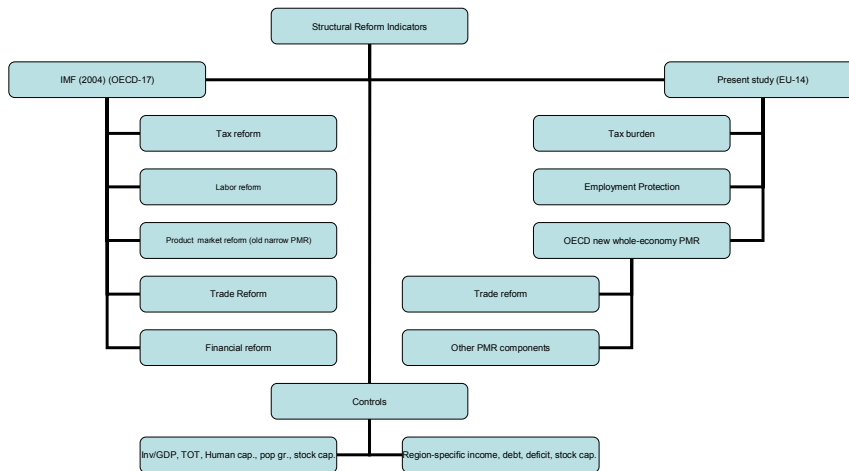 Structural Reform Indicators
IMF (2004) (OECD-17)
Present study (EU-14)
Tax reform
Labor reform
Product market reform (old narrow PMR)
Trade Reform
Financial reform
Tax burden
Employment Protection
OECD new whole-economy PMR
Trade reform
Other PMR components
Controls
Inv/GDP, TOT, Human cap., pop gr., stock cap.
Region-specific income, debt, deficit, stock cap.